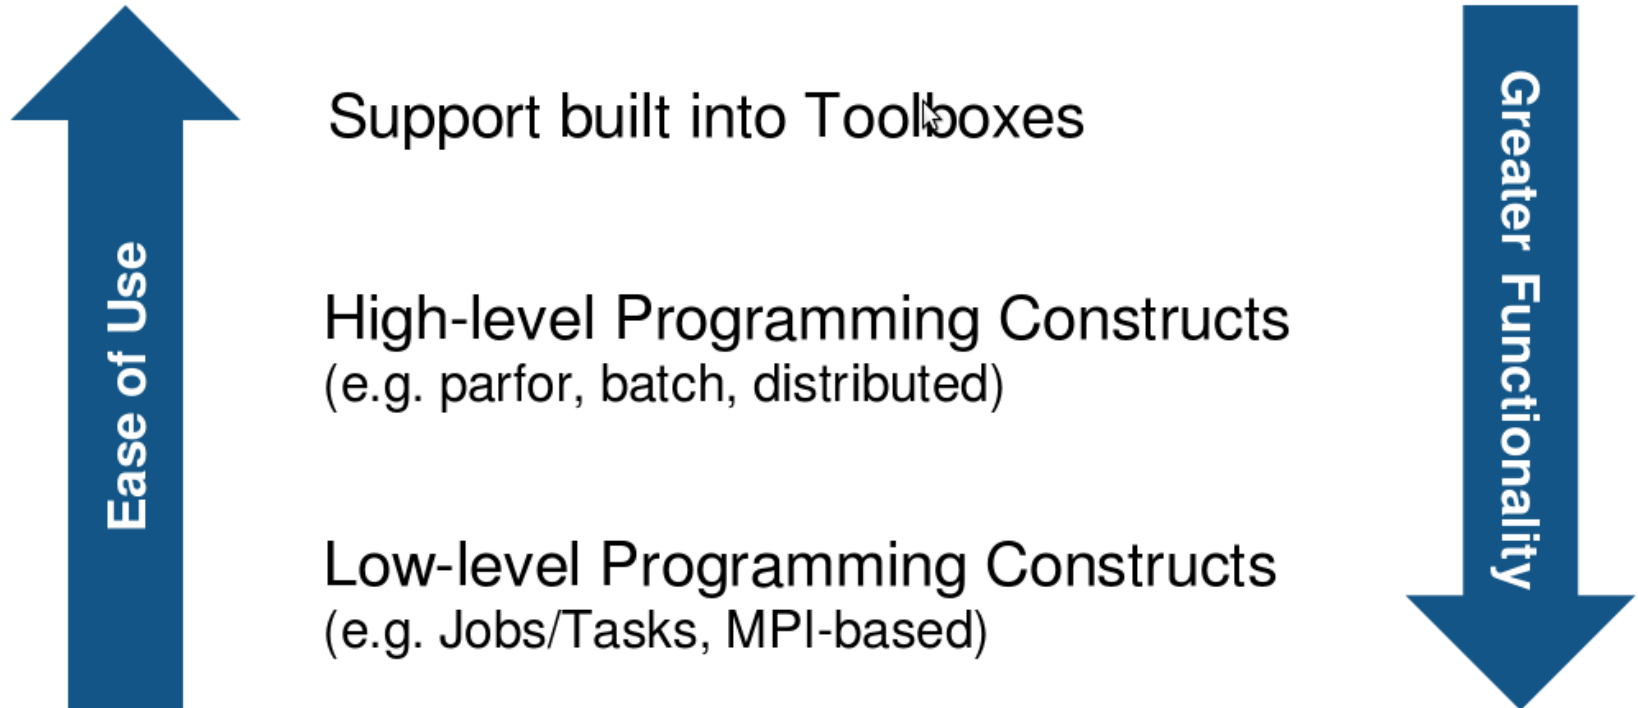 Ease of Use
Support built into Toolboxes
High-level Programming Constructs
(e.g. parfor, batch, distributed)
Low-level Programming Constructs
(e.g. Jobs/Tasks, MPI-based)
Greater Functionality